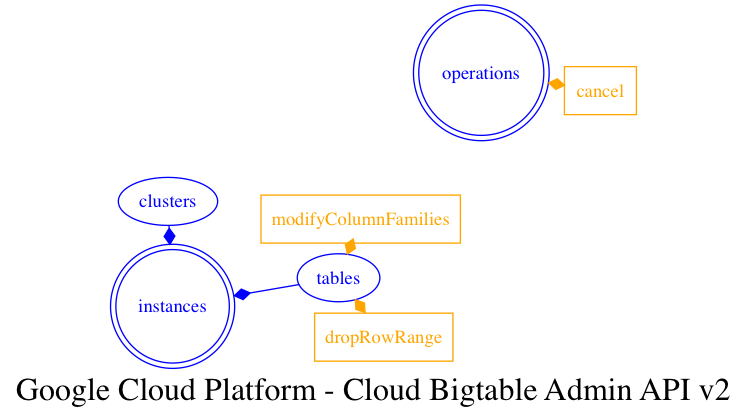 operations
cancel
clusters
modifyColumnFamilies
tables
instances
dropRowRange
Google Cloud Platform - Cloud Bigtable Admin API v2